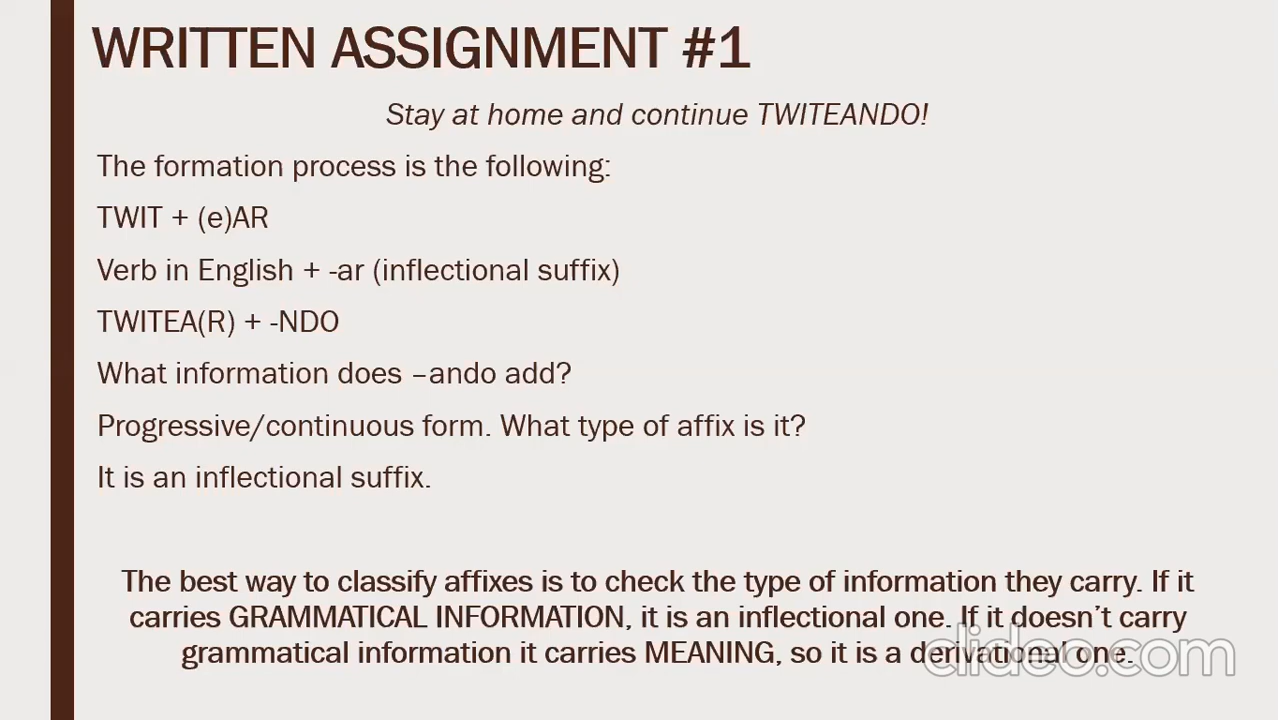 WRITTEN ASSIGNMENT #1
Stay at home and continue TWITEANDO!
The formation process is the following:
TWIT + (e)AR
Verb in English + -ar (inflectional suffix)
TWITEA(R) + -NDO
What information does –ando add?
Progressive/continuous form. What type of affix is it?
It is an inflectional suffix.
The best way to classify affixes is to check the type of information they carry. If it
carries GRAMMATICAL INFORMATION, it is an inflectional one. If it doesn't carry
grammatical information it carries MEANING, so it is a derivational one.
clideo.com